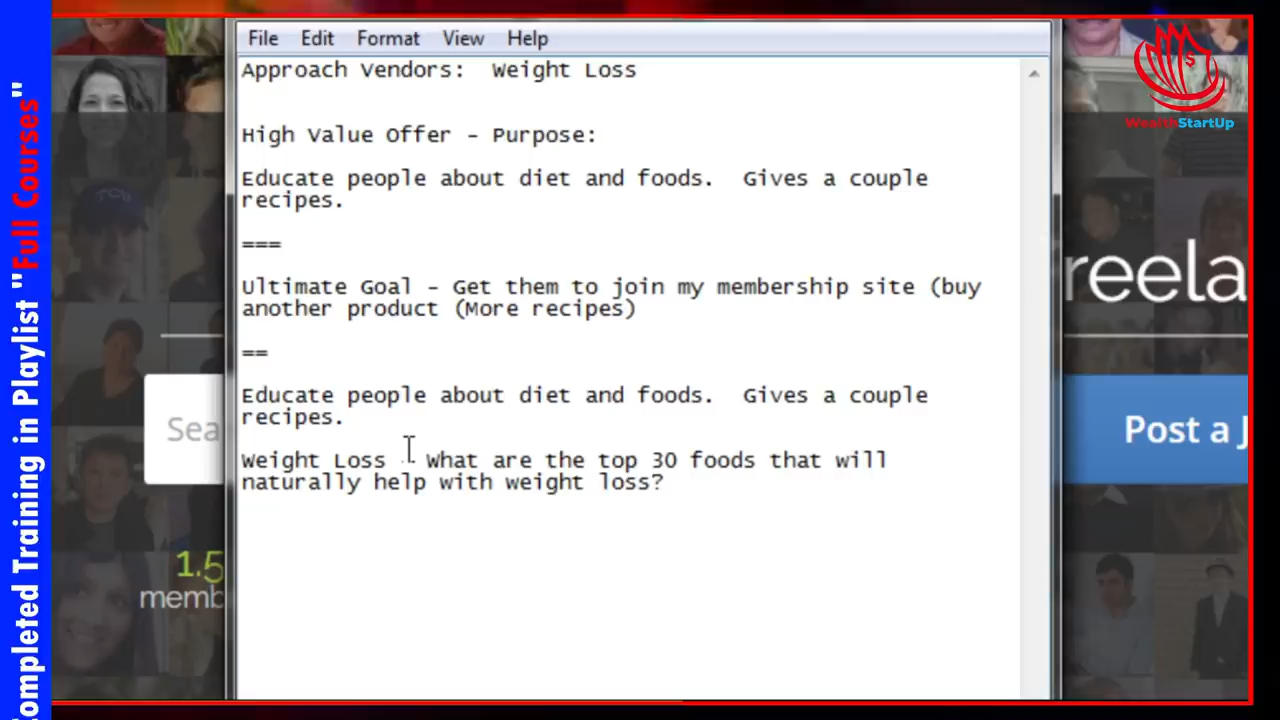 Completed Training in Playlist "Full Courses"
File Edit Format View Help
WealthStartUp
Approach Vendors:  Weight Loss
High Value Offer - Purpose:
Educate people about diet and foods.  Gives a couple
recipes.
===
Ultimate Goal - Get them to join my membership site (buy
another product (More recipes)
==
Educate people about diet and foods.  Gives a couple
recipes.
Weight Loss - What are the top 30 foods that will
naturally help with weight loss?
reela
Sea
Post a J
1.5
memb